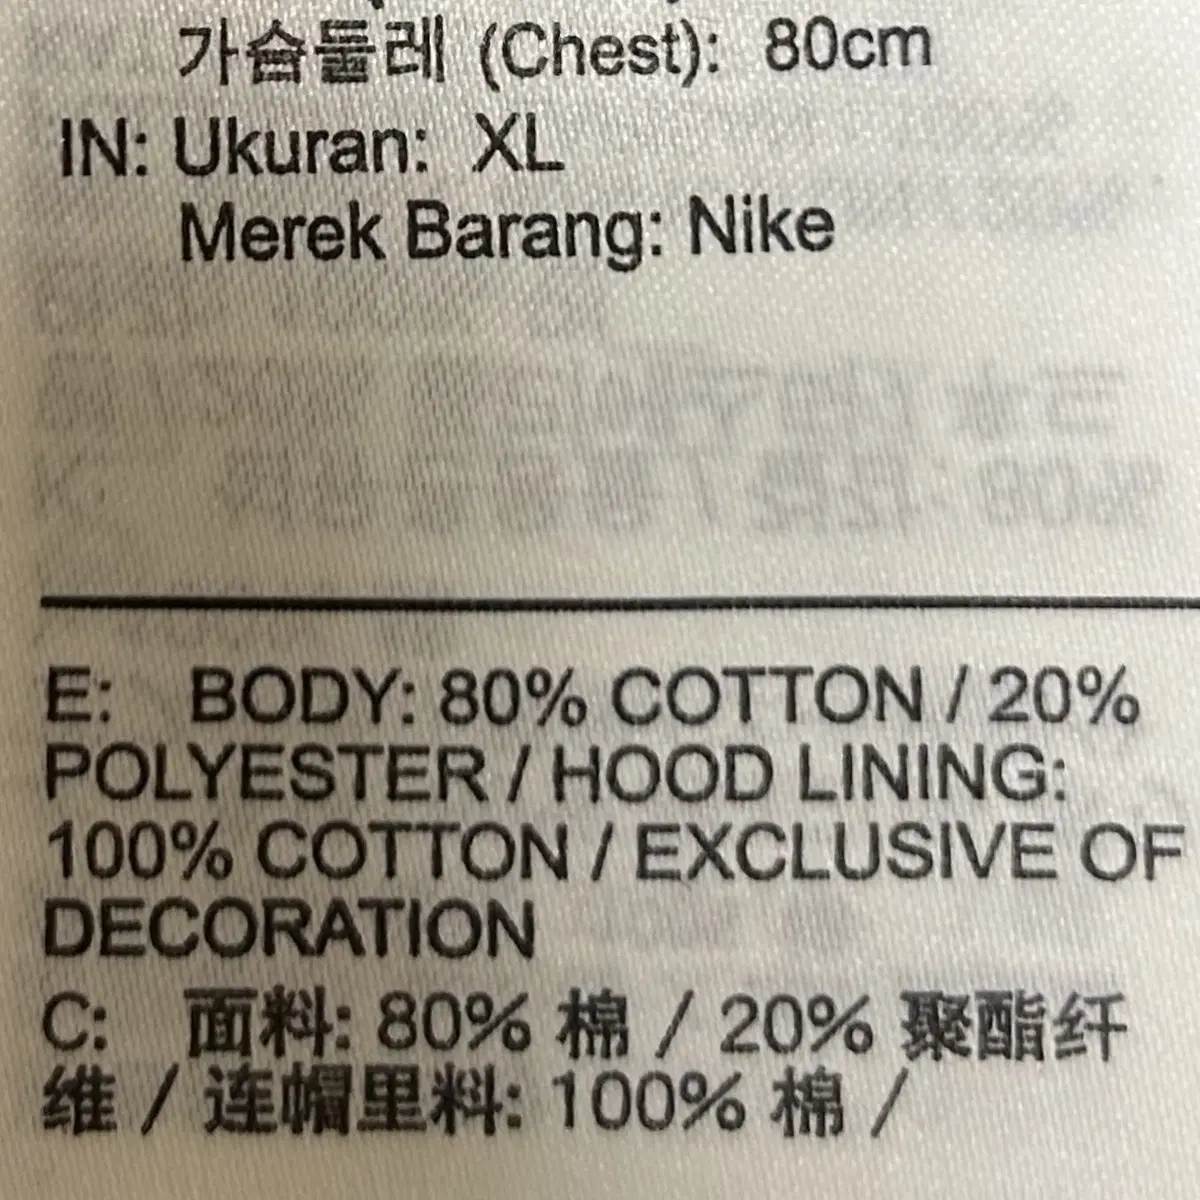 가슴둘레 (Chest): 80cm
IN: Ukuran: XL
Merek Barang: Nike
E: BODY: 80% COTTON / 20%
POLYESTER / HOOD LINING:
100% COTTON / EXCLUSIVE OF
DECORATION
C: 面料: 80% 棉 / 20% 聚酯纤
维 / 连帽里料: 100% 棉 /